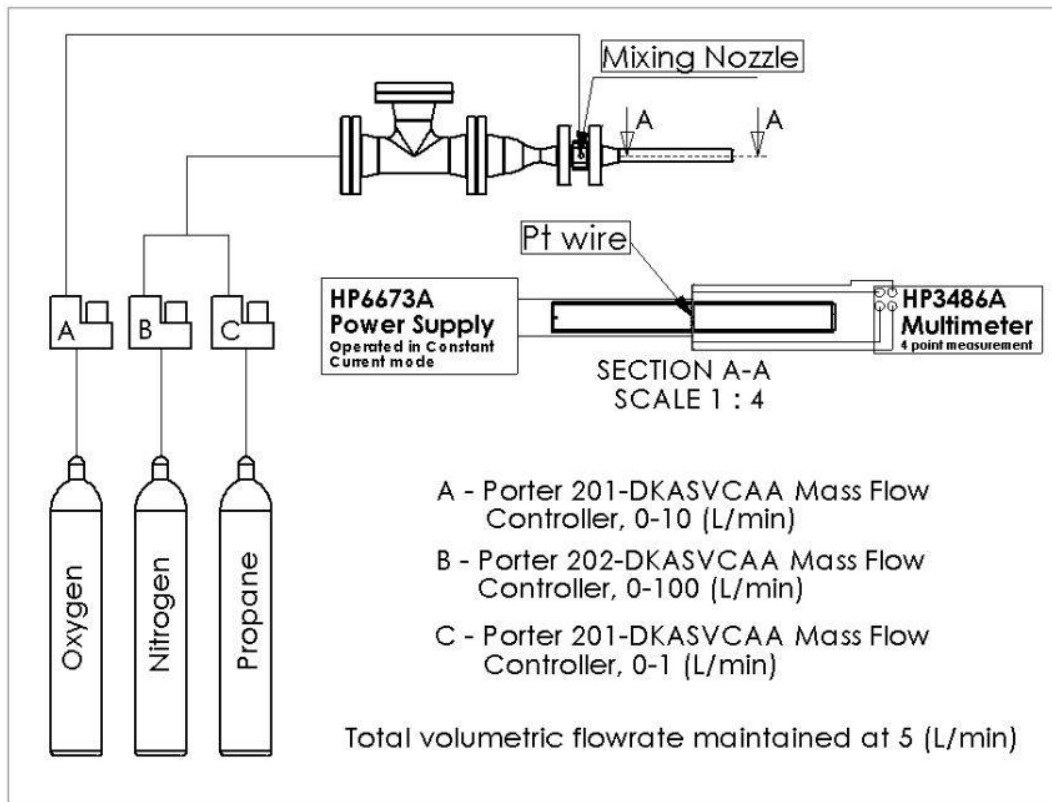 Mixing Nozzle
A
A
Pt wire
HP6673A
Power Supply
Operated in Constant
Current mode
HP3486A
Multimeter
4 point measurement
SECTION A-A
SCALE 1 : 4
A
B
C
Oxygen
Nitrogen
Propane
A - Porter 201-DKASVCAA Mass Flow
Controller, 0-10 (L/min)
B - Porter 202-DKASVCAA Mass Flow
Controller, 0-100 (L/min)
C - Porter 201-DKASVCAA Mass Flow
Controller, 0-1 (L/min)
Total volumetric flowrate maintained at 5 (L/min)